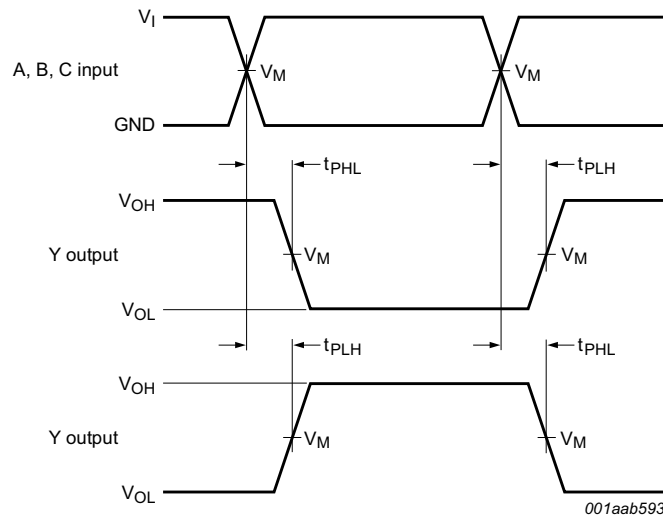 VI
A, B, C input
VM
VM
GND
tPHL
tPLH
VOH
Y output
VM
VM
VOL
tPLH
tPHL
VOH
Y output
VM
VM
VOL
001aab593